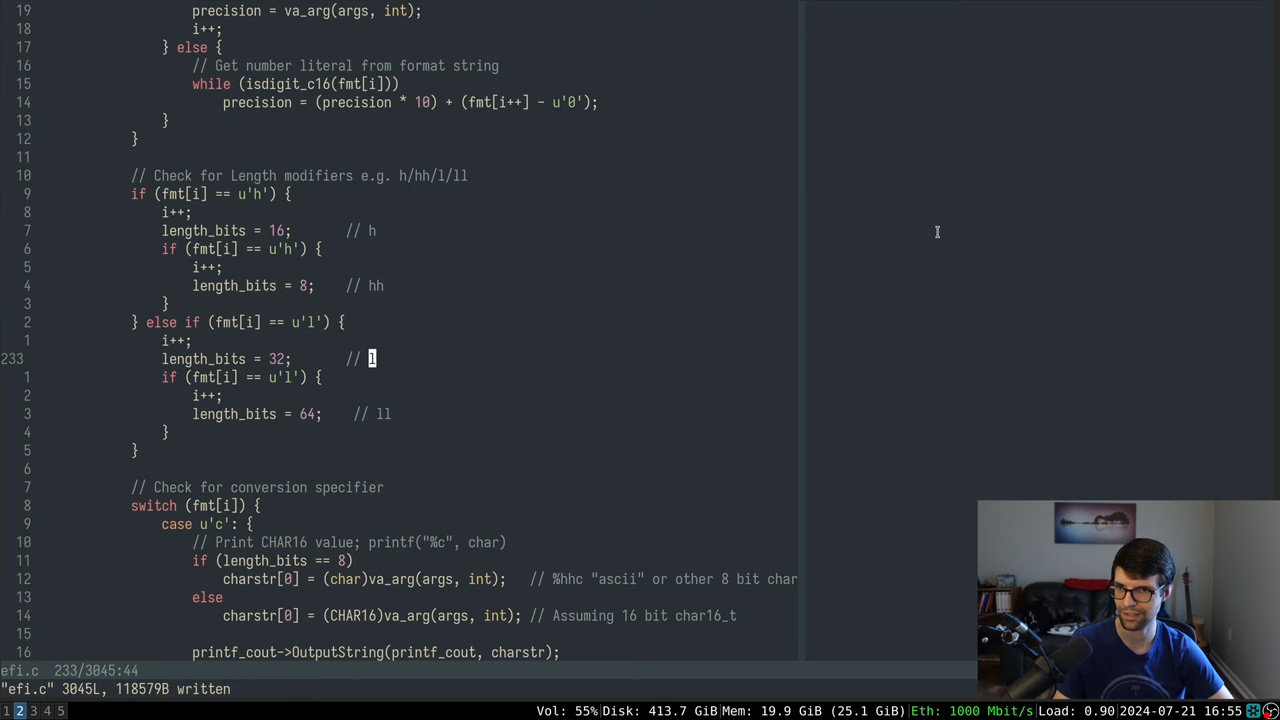 19 precision = va_arg(args, int);
18 i++;
17 } else {
16 // Get number literal from format string
15 while (isdigit_c16(fmt[i]))
14 precision = (precision * 10) + (fmt[i++] - u'0');
13 }
12 }
11
10 // Check for Length modifiers e.g. h/hh/l/ll
9 if (fmt[i] == u'h') {
8 i++;
7 length_bits = 16; // h
6 if (fmt[i] == u'h') {
5 i++;
4 length_bits = 8; // hh
3 }
2 } else if (fmt[i] == u'l') {
1 i++;
233 length_bits = 32; // l
1 if (fmt[i] == u'l') {
2 i++;
3 length_bits = 64; // ll
4 }
5 }
6
7 // Check for conversion specifier
8 switch (fmt[i]) {
9 case u'c': {
10 // Print CHAR16 value; printf("%c", char)
11 if (length_bits == 8)
12 charstr[0] = (char)va_arg(args, int); // %hhc "ascii" or other 8 bit char
13 else
14 charstr[0] = (CHAR16)va_arg(args, int); // Assuming 16 bit char16_t
15
16 printf_cout->OutputString(printf_cout, charstr);
efi.c 233/3045:44
"efi.c" 3045L, 118579B written
1 2 3 4 5 Vol: 55% Disk: 413.7 GiB Mem: 19.9 GiB (25.1 GiB) Eth: 1000 Mbit/s Load: 0.90 2024-07-21 16:55